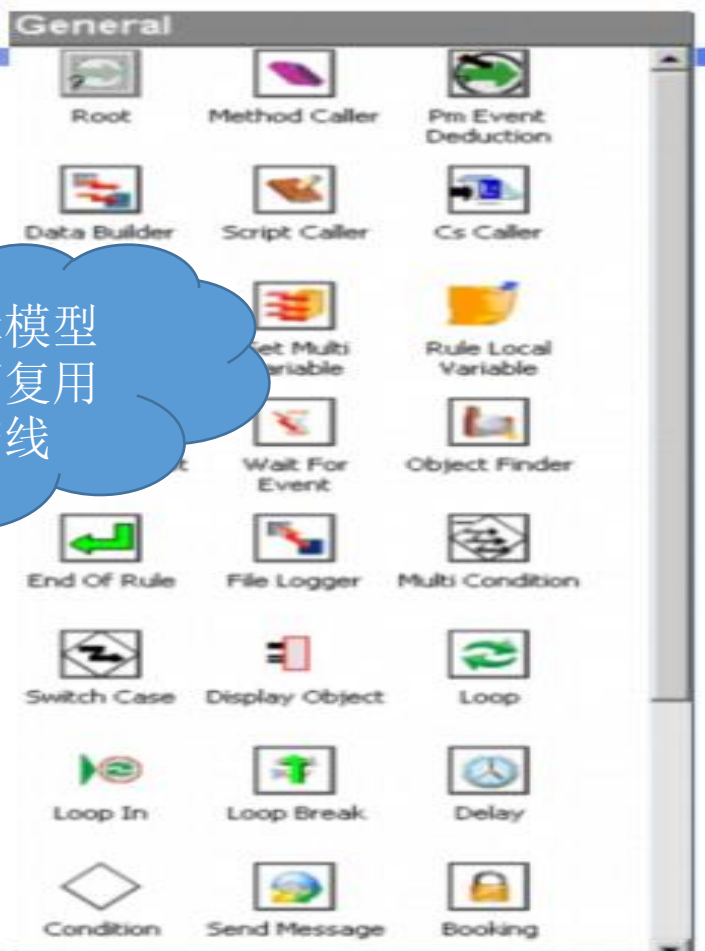 General
Root Method Caller Pm Event
Deduction
Data Builder Script Caller Cs Caller
模型
复用
线
Multi Rule Local
Variable
Wait For Object Finder
Event
End Of Rule File Logger Multi Condition
Switch Case Display Object Loop
Loop In Loop Break Delay
Condition Send Message Booking